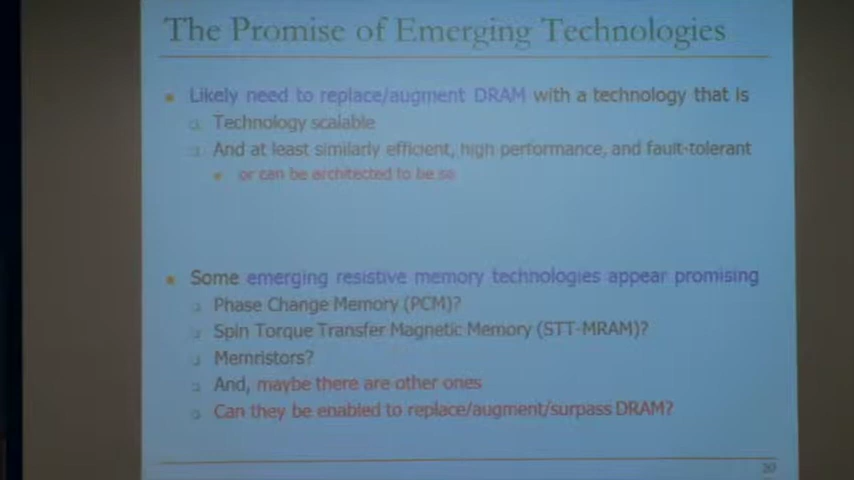 The Promise of Emerging Technologies
Likely need to replace/augment DRAM with a technology that is
Technology scalable
And at least similarly efficient, high performance, and fault-tolerant
or can be architected to be so
Some emerging resistive memory technologies appear promising
Phase Change Memory (PCM)?
Spin Torque Transfer Magnetic Memory (STT-MRAM)?
Memristors?
And, maybe there are other ones
Can they be enabled to replace/augment/surpass DRAM?